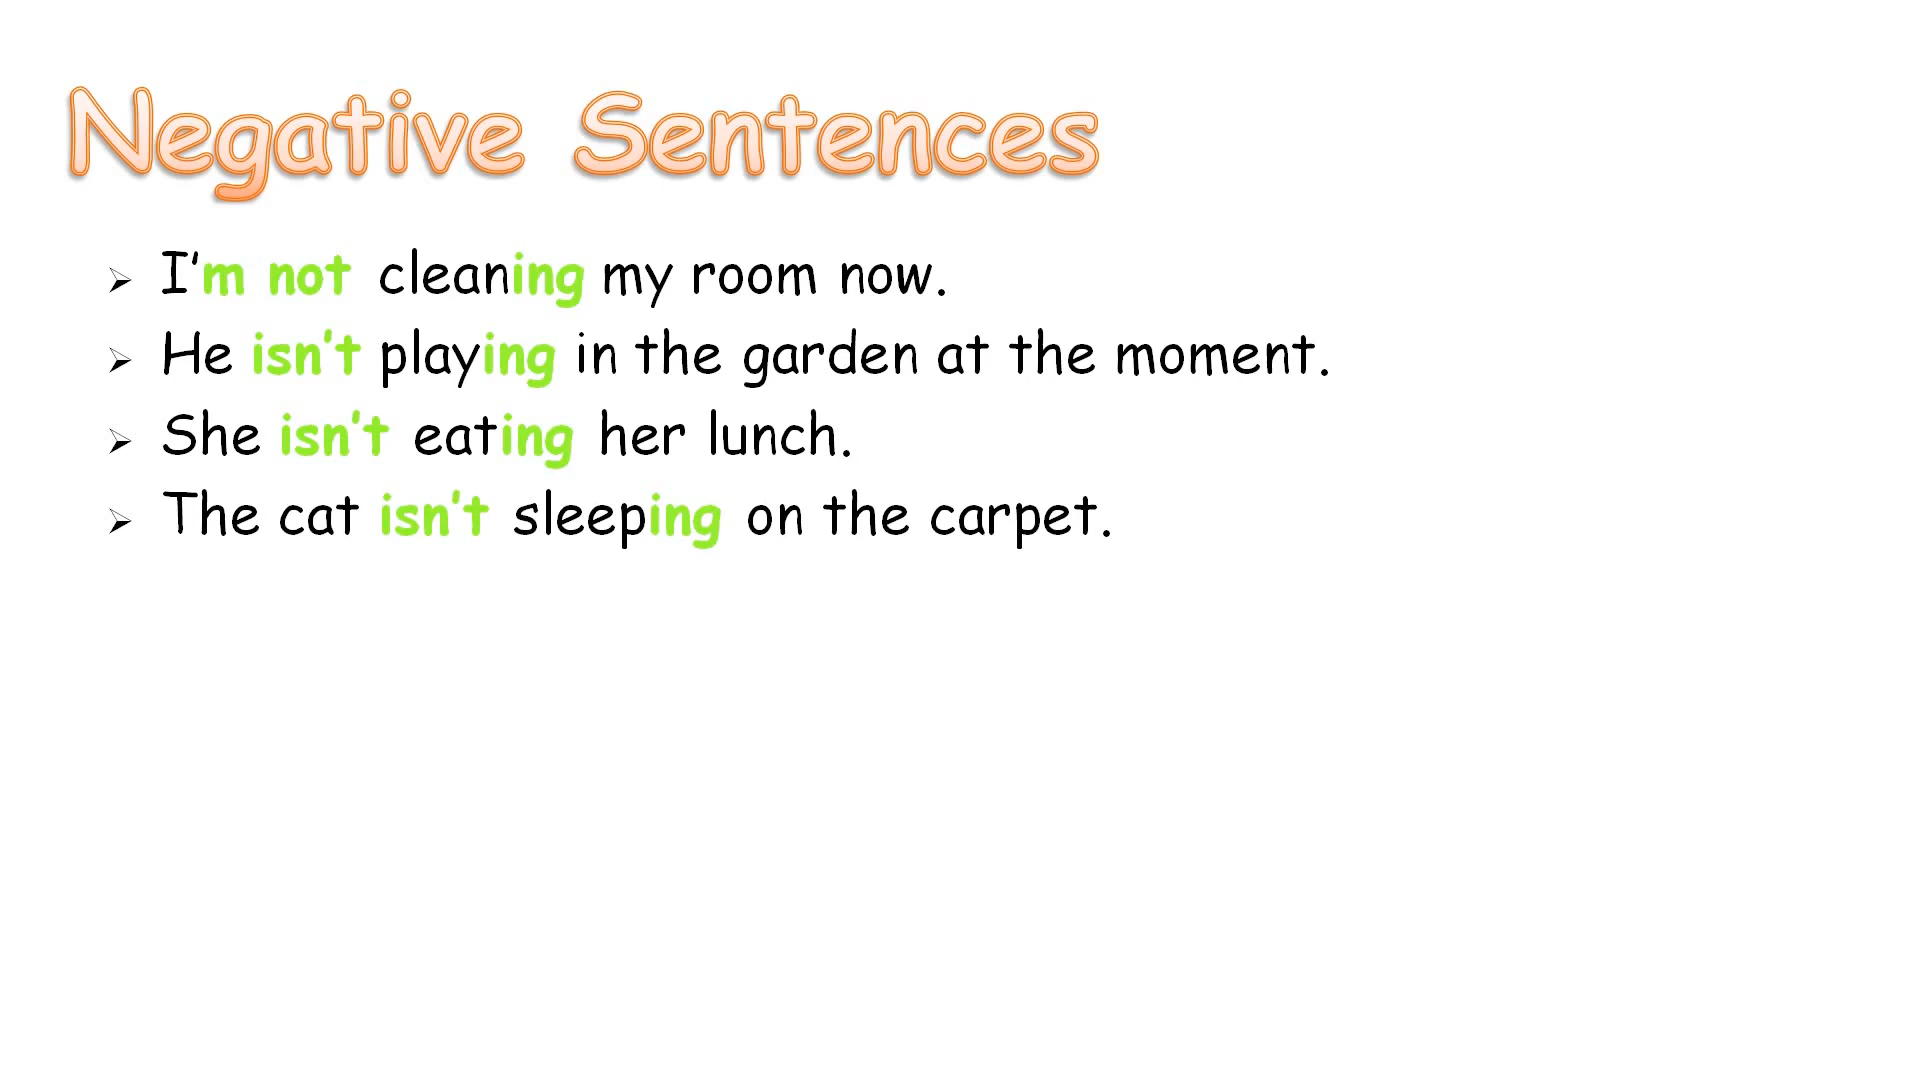 Negative Sentences
➢ I’m not cleaning my room now.
➢ He isn’t playing in the garden at the moment.
➢ She isn’t eating her lunch.
➢ The cat isn’t sleeping on the carpet.